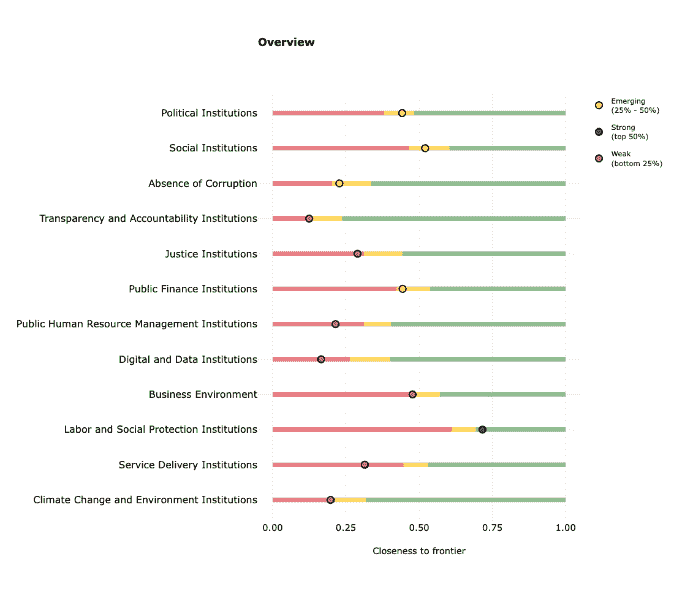 Overview
Emerging
(25% - 50%)
Strong
(top 50%)
Weak
(bottom 25%)
Political Institutions
Social Institutions
Absence of Corruption
Transparency and Accountability Institutions
Justice Institutions
Public Finance Institutions
Public Human Resource Management Institutions
Digital and Data Institutions
Business Environment
Labor and Social Protection Institutions
Service Delivery Institutions
Climate Change and Environment Institutions
0.00 0.25 0.50 0.75 1.00
Closeness to frontier